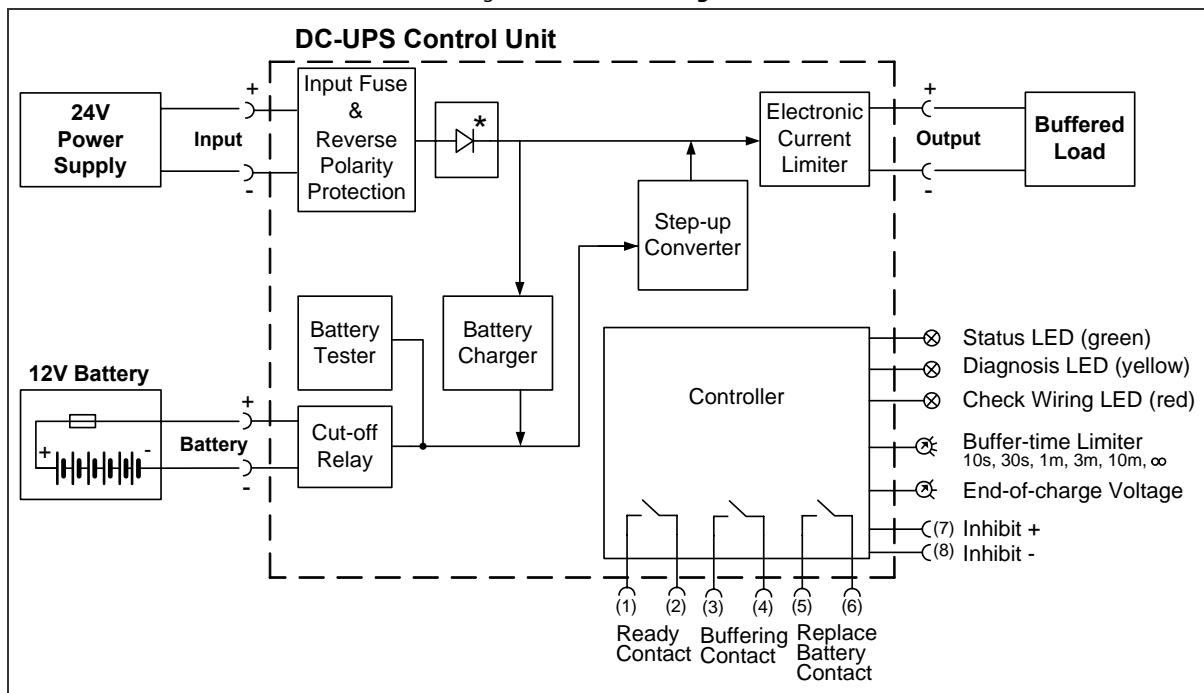 DC-UPS Control Unit
24V
Power
Supply
+
Input
-
Input Fuse
&
Reverse
Polarity
Protection
*
Electronic
Current
Limiter
+
Output
-
Buffered
Load
Step-up
Converter
Battery
Tester
Battery
Charger
12V Battery
+
-
+
Battery
-
Cut-off
Relay
Controller
Status LED (green)
Diagnosis LED (yellow)
Check Wiring LED (red)
Buffer-time Limiter
10s, 30s, 1m, 3m, 10m, ∞
End-of-charge Voltage
(7) Inhibit +
(8) Inhibit -
(1) (2) (3) (4) (5) (6)
Ready
Contact
Buffering
Contact
Replace
Battery
Contact